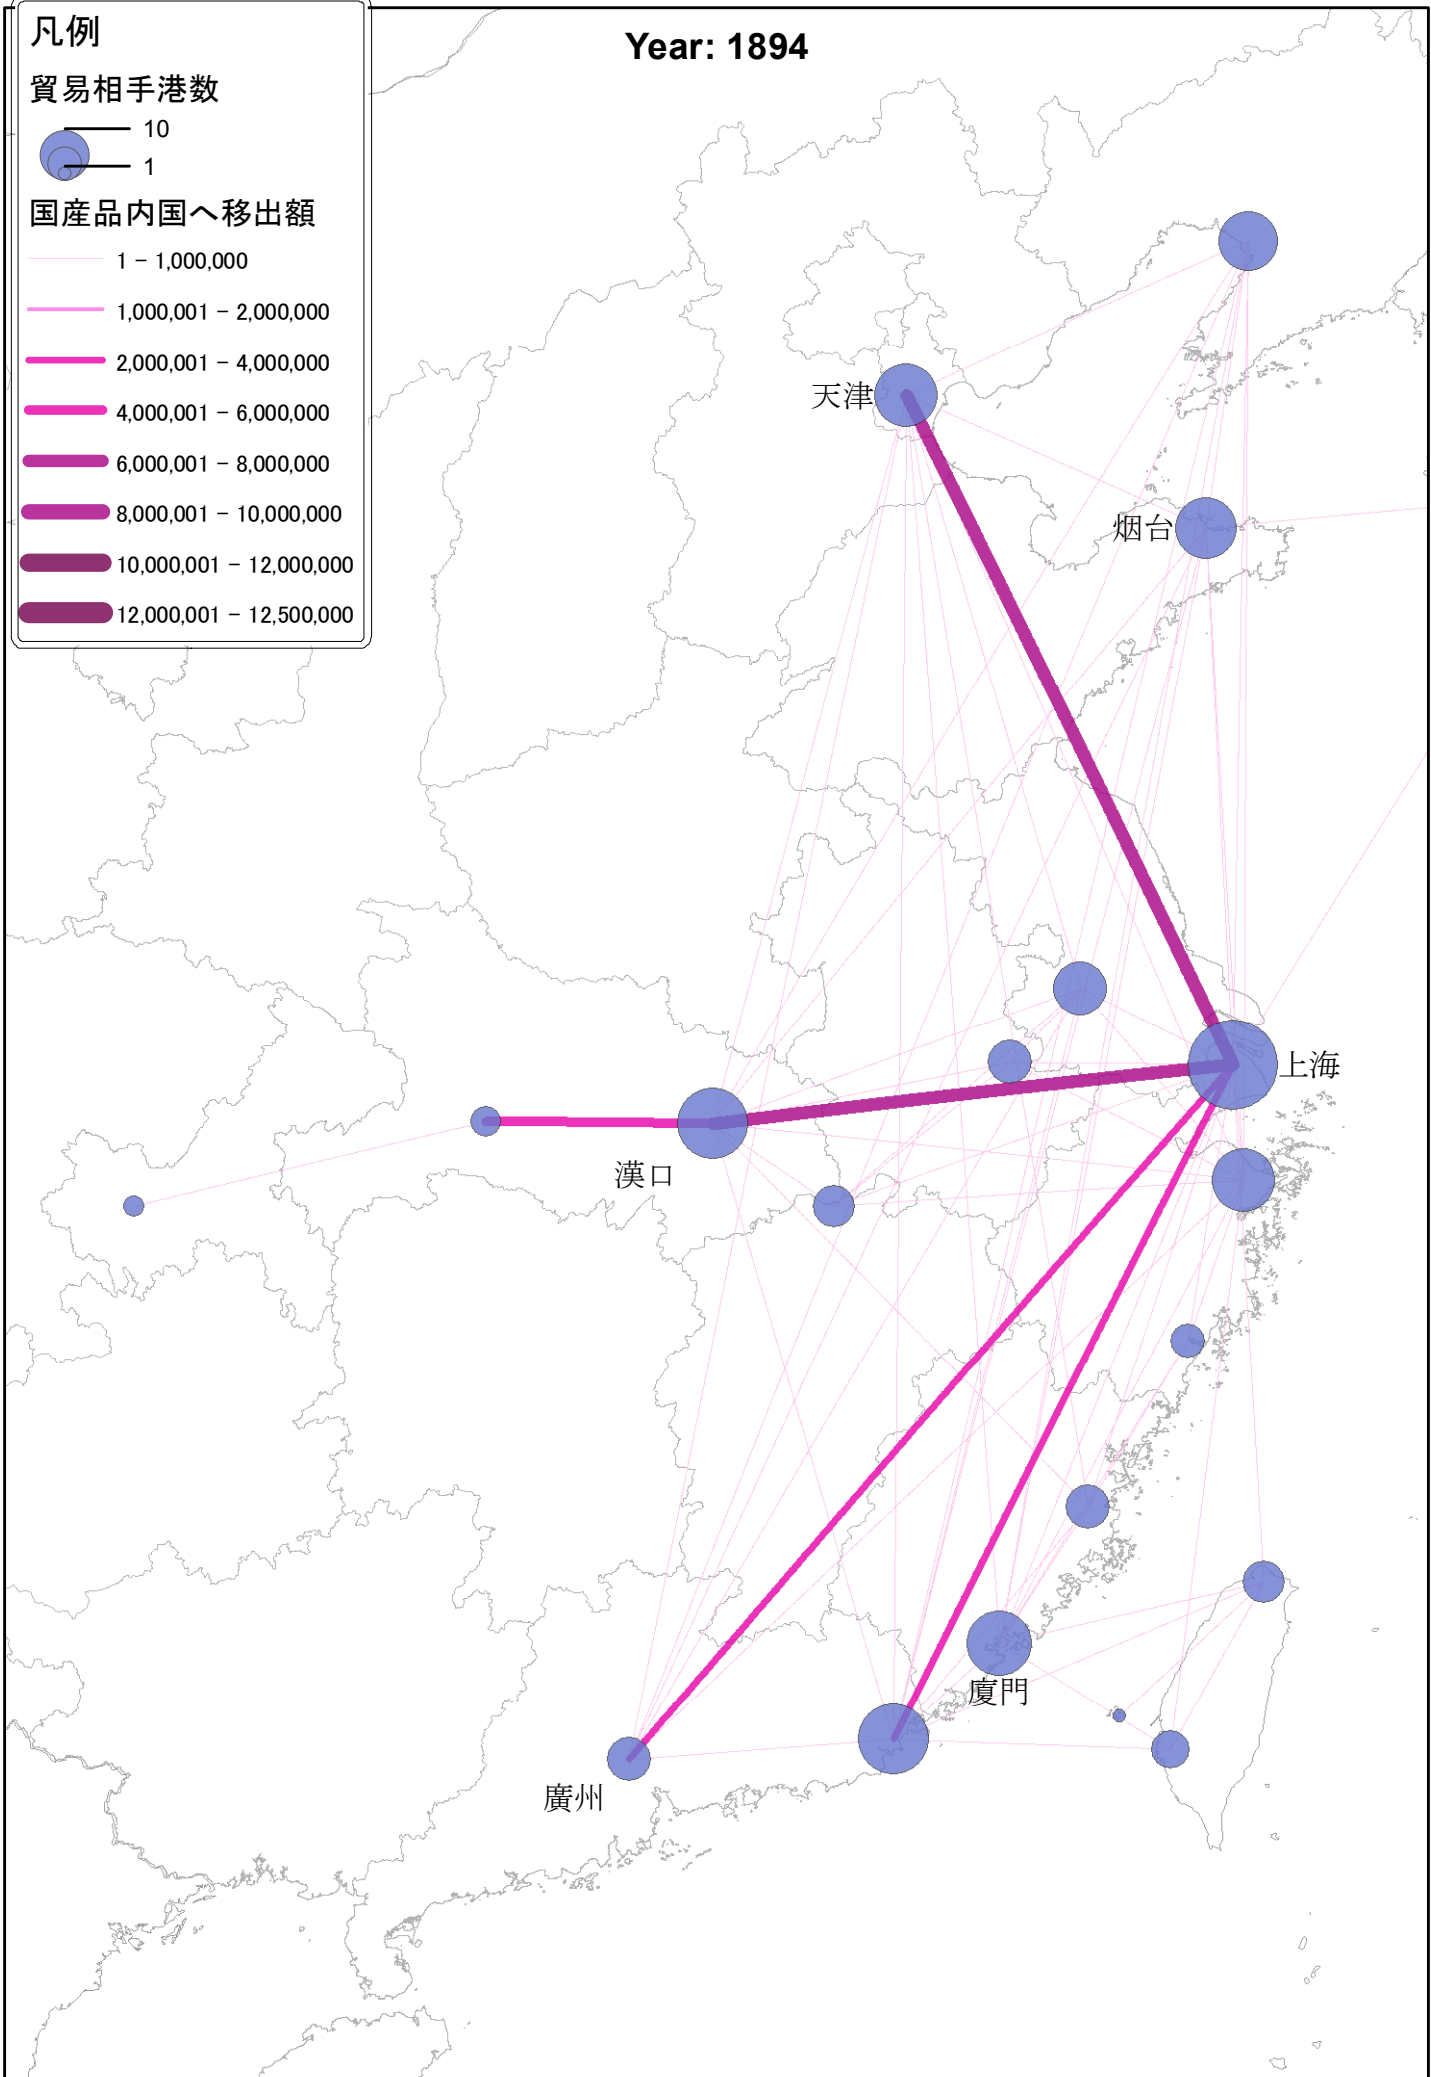 凡例
貿易相手港数
10
1
国産品内国へ移出額
1 - 1,000,000
1,000,001 - 2,000,000
2,000,001 - 4,000,000
4,000,001 - 6,000,000
6,000,001 - 8,000,000
8,000,001 - 10,000,000
10,000,001 - 12,000,000
12,000,001 - 12,500,000
Year: 1894
天津
烟台
上海
漢口
廈門
廣州